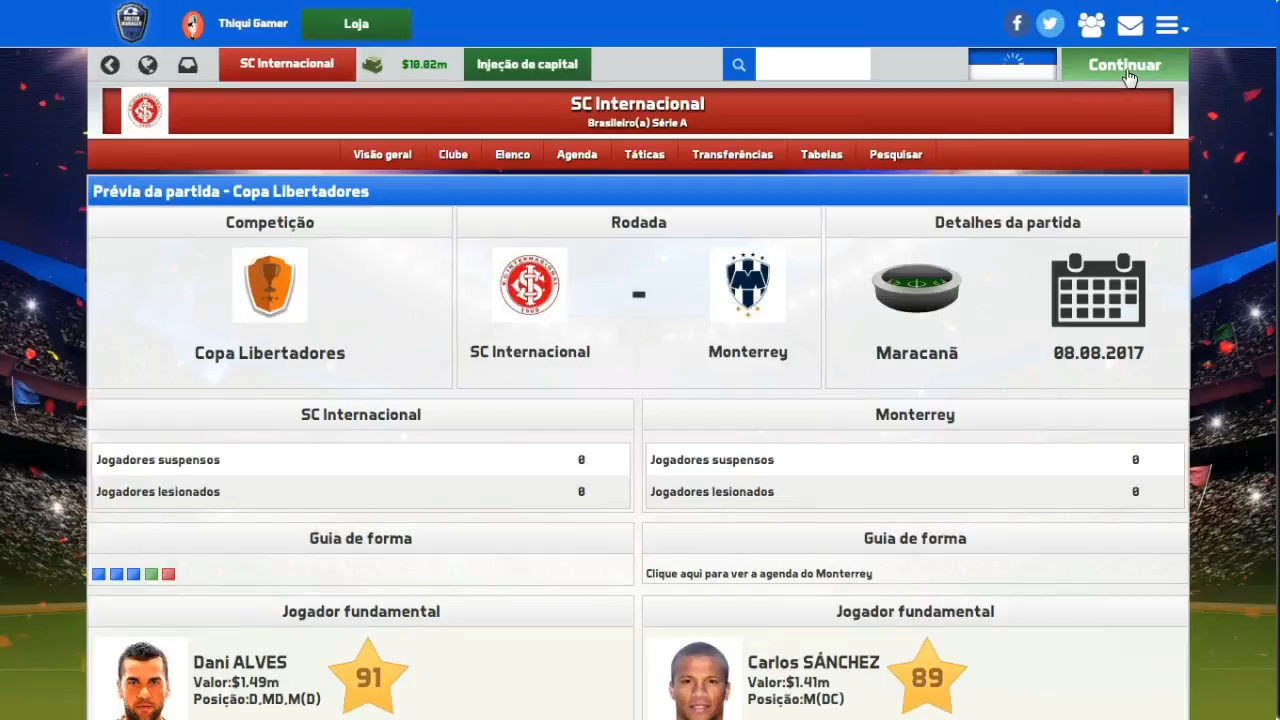 Thiqui Gamer
Loja
SC Internacional
$10.02m
Injeção de capital
Continuar
SC Internacional
Brasileiro(a) Série A
Visão geral
Clube
Elenco
Agenda
Táticas
Transferências
Tabelas
Pesquisar
Prévia da partida - Copa Libertadores
Competição
Rodada
Detalhes da partida
-
Copa Libertadores
SC Internacional
Monterrey
Maracanã
08.08.2017
SC Internacional
Monterrey
Jogadores suspensos 0
Jogadores suspensos 0
Jogadores lesionados 0
Jogadores lesionados 0
Guia de forma
Guia de forma
Clique aqui para ver a agenda do Monterrey
Jogador fundamental
Jogador fundamental
Dani ALVES
Valor:$1.49m
Posição:D,MD,M(D)
91
Carlos SÁNCHEZ
Valor:$1.41m
Posição:M(DC)
89